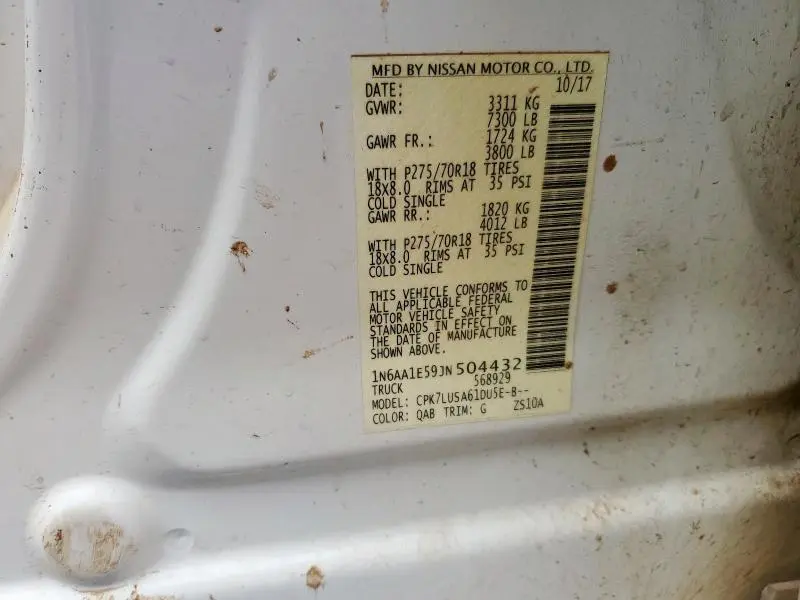 MFD BY NISSAN MOTOR CO., LTD.
DATE: 10/17
GVWR: 3311 KG
7300 LB
GAWR FR.: 1724 KG
3800 LB
WITH P275/70R18 TIRES
18X8.0 RIMS AT 35 PSI
COLD SINGLE
GAWR RR.: 1820 KG
4012 LB
WITH P275/70R18 TIRES
18X8.0 RIMS AT 35 PSI
COLD SINGLE
THIS VEHICLE CONFORMS TO
ALL APPLICABLE FEDERAL
MOTOR VEHICLE SAFETY
STANDARDS IN EFFECT ON
THE DATE OF MANUFACTURE
SHOWN ABOVE.
1N6AA1E59JN504432
TRUCK 568929
MODEL: CPK7LUSA61DU5E-B--
COLOR: QAB TRIM: G ZS10A